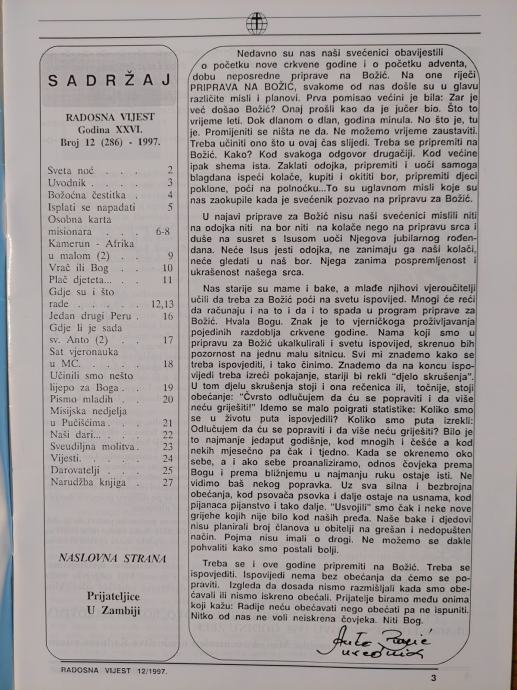 SADRŽAJ
RADOSNA VIJEST
Godina XXVI.
Broj 12 (286) - 1997.
Sveta noć . . . 2
Uvodnik . . . . 3
Božoćna čestitka . 4
Isplati se napadati 5
Osobna karta
misionara . . . 6-8
Kamerun - Afrika
u malom (2) . . 9
Vrač ili Bog . . 10
Plač djeteta... . . 11
Gdje su i što
rade . . . . . 12,13
Jedan drugi Peru . 16
Gdje li je sada
sv. Anto (2) . . 17
Sat vjeronauka
u MC. . . . . 18
Učinili smo nešto
lijepo za Boga . . 19
Pismo mladih . . 20
Misijska nedjelja
u Pučišćima . . . 21
Naši dari... . . . 22
Sveudiljna molitva . 23
Vijesti. . . . . 24
Darovatelji . . . 25
Narudžba knjiga . 27
NASLOVNA STRANA
Prijateljice
U Zambiji
Nedavno su nas naši svećenici obavijestili
o početku nove crkvene godine i o početku adventa,
dobu neposredne priprave na Božić. Na one riječi
PRIPRAVA NA BOŽIĆ, svakome od nas došle su u glavu
različite misli i planovi. Prva pomisao većini je bila: Zar je
već došao Božić? Onaj prošli kao da je jučer bio. Što to
vrijeme leti. Dok dlanom o dlan, godina minula. No što je, tu
je. Promijeniti se ništa ne da. Ne možemo vrijeme zaustaviti.
Treba učiniti ono što u ovaj čas slijedi. Treba se pripremiti na
Božić. Kako? Kod svakoga odgovor drugačiji. Kod većine
ipak shema ista. Zaklati odojka, pripremiti i uoči samoga
blagdana ispeći kolače, kupiti i okititi bor, pripremiti djeci
poklone, poći na polnoćku...To su uglavnom misli koje su
nas zaokupile kada je svećenik pozvao na pripravu za Božić.
U najavi priprave za Božić nisu naši svećenici mislili niti
na odojka niti na bor niti na kolače nego na pripravu srca i
duše na susret s Isusom uoči Njegova jubilarnog rođen-
dana. Neće Isus jesti odojka, ne zanimaju ga naši kolači,
neće gledati u naš bor. Njega zanima pospremljenost i
ukrašenost našega srca.
Nas starije su mame i bake, a mlađe njihovi vjeroučitelji
učili da treba za Božić poći na svetu ispovijed. Mnogi će reći
da računaju i na to i da i to spada u program priprave za
Božić. Hvala Bogu. Znak je to vjerničkoga proživljavanja
pojedinih razdoblja crkvene godine. Nama koji smo u
pripravu za Božić ukalkulirali i svetu ispovijed, skrenuo bih
pozornost na jednu malu sitnicu. Svi mi znademo kako se
treba ispovjediti, i tako činimo. Znademo da na koncu ispo-
vijedi treba izreći pokajanje, stariji bi rekli "djelo skrušenja".
U tom djelu skrušenja stoji i ona rečenica ili, točnije, stoji
obećanje: "Čvrsto odlučujem da ću se popraviti i da više
neću griješiti!" Idemo se malo poigrati statistike: Koliko smo
se u životu puta ispovjedili? Koliko smo puta izrekli:
Odlučujem da ću se popraviti i da više neću griješiti? Bilo je
to najmanje jedaput godišnje, kod mnogih i češće a kod
nekih mjesečno pa čak i tjedno. Kada se okrenemo oko
sebe, a i ako sebe proanaliziramo, odnos čovjeka prema
Bogu i prema bližnjemu u najmanju ruku ostaje isti. Ne
vidimo baš nekog popravka. Uz sva silna i bezbrojna
obećanja, kod psovača psovka i dalje ostaje na usnama, kod
pijanaca pijanstvo i tako dalje. "Usvojili" smo čak i neke nove
grijehe kojih nije bilo kod naših pređa. Naše bake i djedovi
nisu planirali broj članova u obitelji na grešan i nedopušten
način. Pojma nisu imali o drogi. Ne možemo se dakle
pohvaliti kako smo postali bolji.
Treba se i ove godine pripremiti na Božić. Treba se
ispovjediti. Ispovijedi nema bez obećanja da ćemo se po-
praviti. Izgleda da dosada nismo razmišljali kada smo obe-
ćavali ili nismo iskreno obećali. Prijatelje biramo među onima
koji kažu: Radije neću obećavati nego obećati pa ne ispuniti.
Nitko od nas ne voli neiskrena čovjeka. Niti Bog.
urednik
RADOSNA VIJEST 12/1997.
3